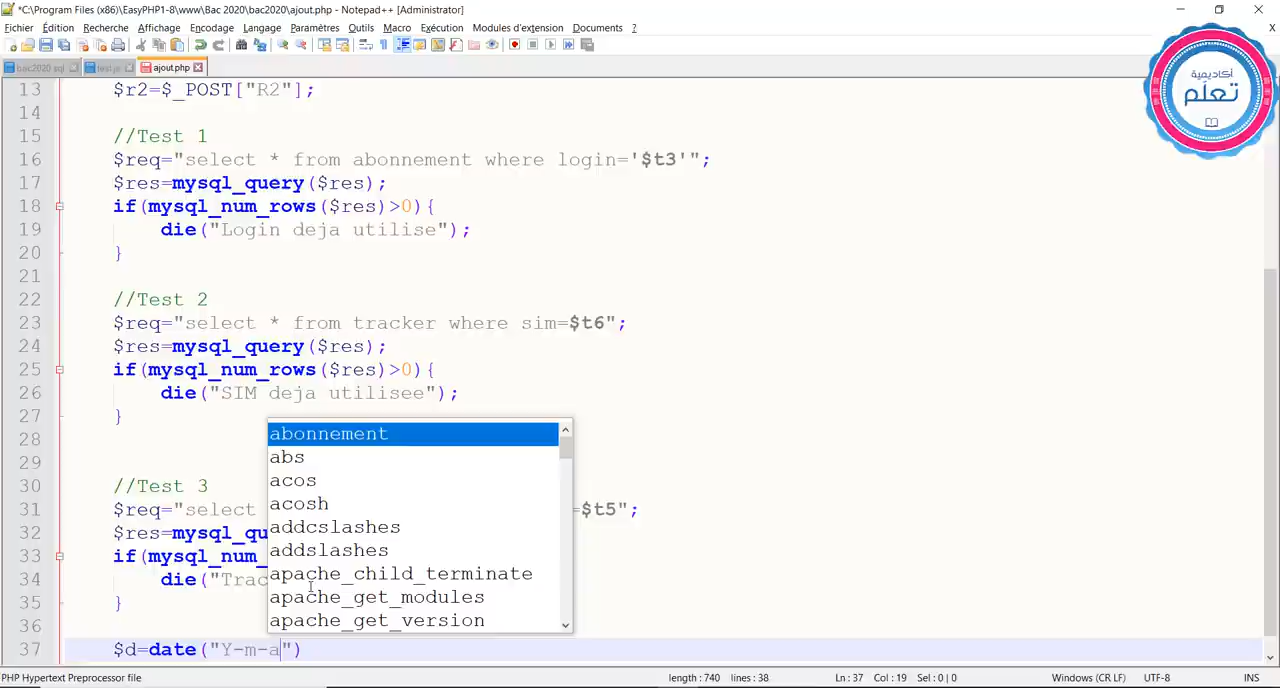 *C:\Program Files (x86)\EasyPHP1-8\www\Bac 2020\bac2020\ajout.php - Notepad++ [Administrator]
Fichier Édition Recherche Affichage Encodage Langage Paramètres Outils Macro Exécution Modules d'extension Documents ? X
bac2020.sql test.js ajout.php
أكاديمية
تعلّم
13 $r2=$_POST["R2"];
14
15 //Test 1
16 $req="select * from abonnement where login='$t3'";
17 $res=mysql_query($res);
18 if(mysql_num_rows($res)>0){
19 die("Login deja utilise");
20 }
21
22 //Test 2
23 $req="select * from tracker where sim=$t6";
24 $res=mysql_query($res);
25 if(mysql_num_rows($res)>0){
26 die("SIM deja utilisee");
27 }
28
29
30 //Test 3
31 $req="select =$t5";
32 $res=mysql_qu
33 if(mysql_num_
34 die("Trac
35 }
36
37 $d=date("Y-m-a")
abonnement
abs
acos
acosh
addcslashes
addslashes
apache_child_terminate
apache_get_modules
apache_get_version
PHP Hypertext Preprocessor file length : 740 lines : 38 Ln : 37 Col : 19 Sel : 0 | 0 Windows (CR LF) UTF-8 INS